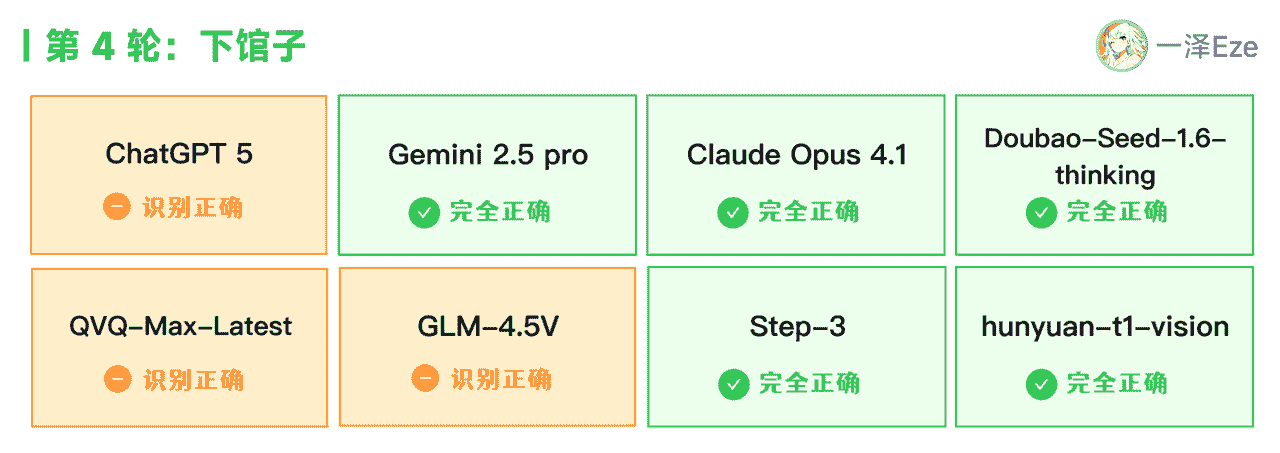 第 4 轮：下馆子
一泽Eze
ChatGPT 5
识别正确
Gemini 2.5 pro
完全正确
Claude Opus 4.1
完全正确
Doubao-Seed-1.6-
thinking
完全正确
QVQ-Max-Latest
识别正确
GLM-4.5V
识别正确
Step-3
完全正确
hunyuan-t1-vision
完全正确